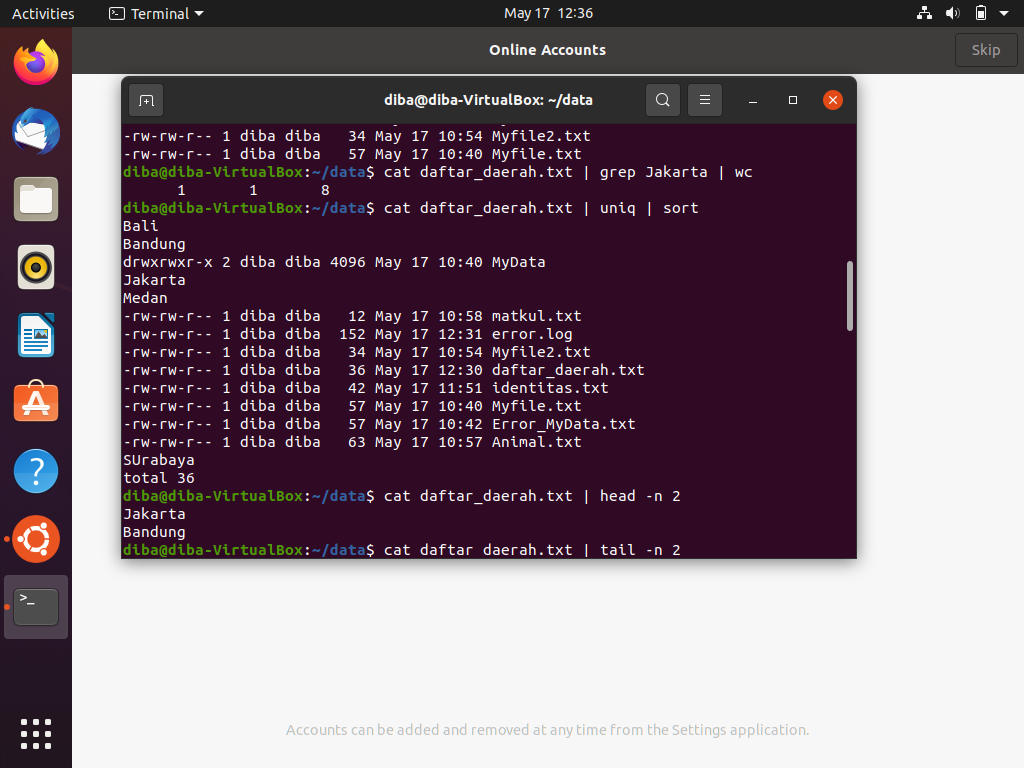 Activities Terminal May 17 12:36
Online Accounts Skip
diba@diba-VirtualBox: ~/data
-rw-rw-r-- 1 diba diba   34 May 17 10:54 Myfile2.txt
-rw-rw-r-- 1 diba diba   57 May 17 10:40 Myfile.txt
diba@diba-VirtualBox:~/data$ cat daftar_daerah.txt | grep Jakarta | wc
      1       1       8
diba@diba-VirtualBox:~/data$ cat daftar_daerah.txt | uniq | sort
Bali
Bandung
drwxrwxr-x 2 diba diba 4096 May 17 10:40 MyData
Jakarta
Medan
-rw-rw-r-- 1 diba diba   12 May 17 10:58 matkul.txt
-rw-rw-r-- 1 diba diba  152 May 17 12:31 error.log
-rw-rw-r-- 1 diba diba   34 May 17 10:54 Myfile2.txt
-rw-rw-r-- 1 diba diba   36 May 17 12:30 daftar_daerah.txt
-rw-rw-r-- 1 diba diba   42 May 17 11:51 identitas.txt
-rw-rw-r-- 1 diba diba   57 May 17 10:40 Myfile.txt
-rw-rw-r-- 1 diba diba   57 May 17 10:42 Error_MyData.txt
-rw-rw-r-- 1 diba diba   63 May 17 10:57 Animal.txt
SUrabaya
total 36
diba@diba-VirtualBox:~/data$ cat daftar_daerah.txt | head -n 2
Jakarta
Bandung
diba@diba-VirtualBox:~/data$ cat daftar daerah.txt | tail -n 2
Accounts can be added and removed at any time from the Settings application.